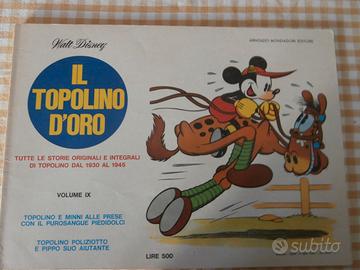 Walt Disney
ARNOLDO MONDADORI EDITORE
IL
TOPOLINO
D'ORO
TUTTE LE STORIE ORIGINALI E INTEGRALI
DI TOPOLINO DAL 1930 AL 1945
VOLUME IX
TOPOLINO E MINNI ALLE PRESE
CON IL PUROSANGUE PIEDIDOLCI
TOPOLINO POLIZIOTTO
E PIPPO SUO AIUTANTE
LIRE 500
subito